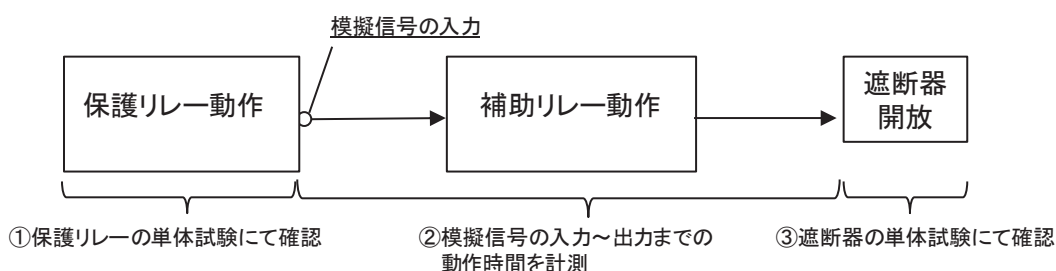 模擬信号の入力
保護リレー動作
補助リレー動作
遮断器
開放
①保護リレーの単体試験にて確認
②模擬信号の入力~出力までの
動作時間を計測
③遮断器の単体試験にて確認